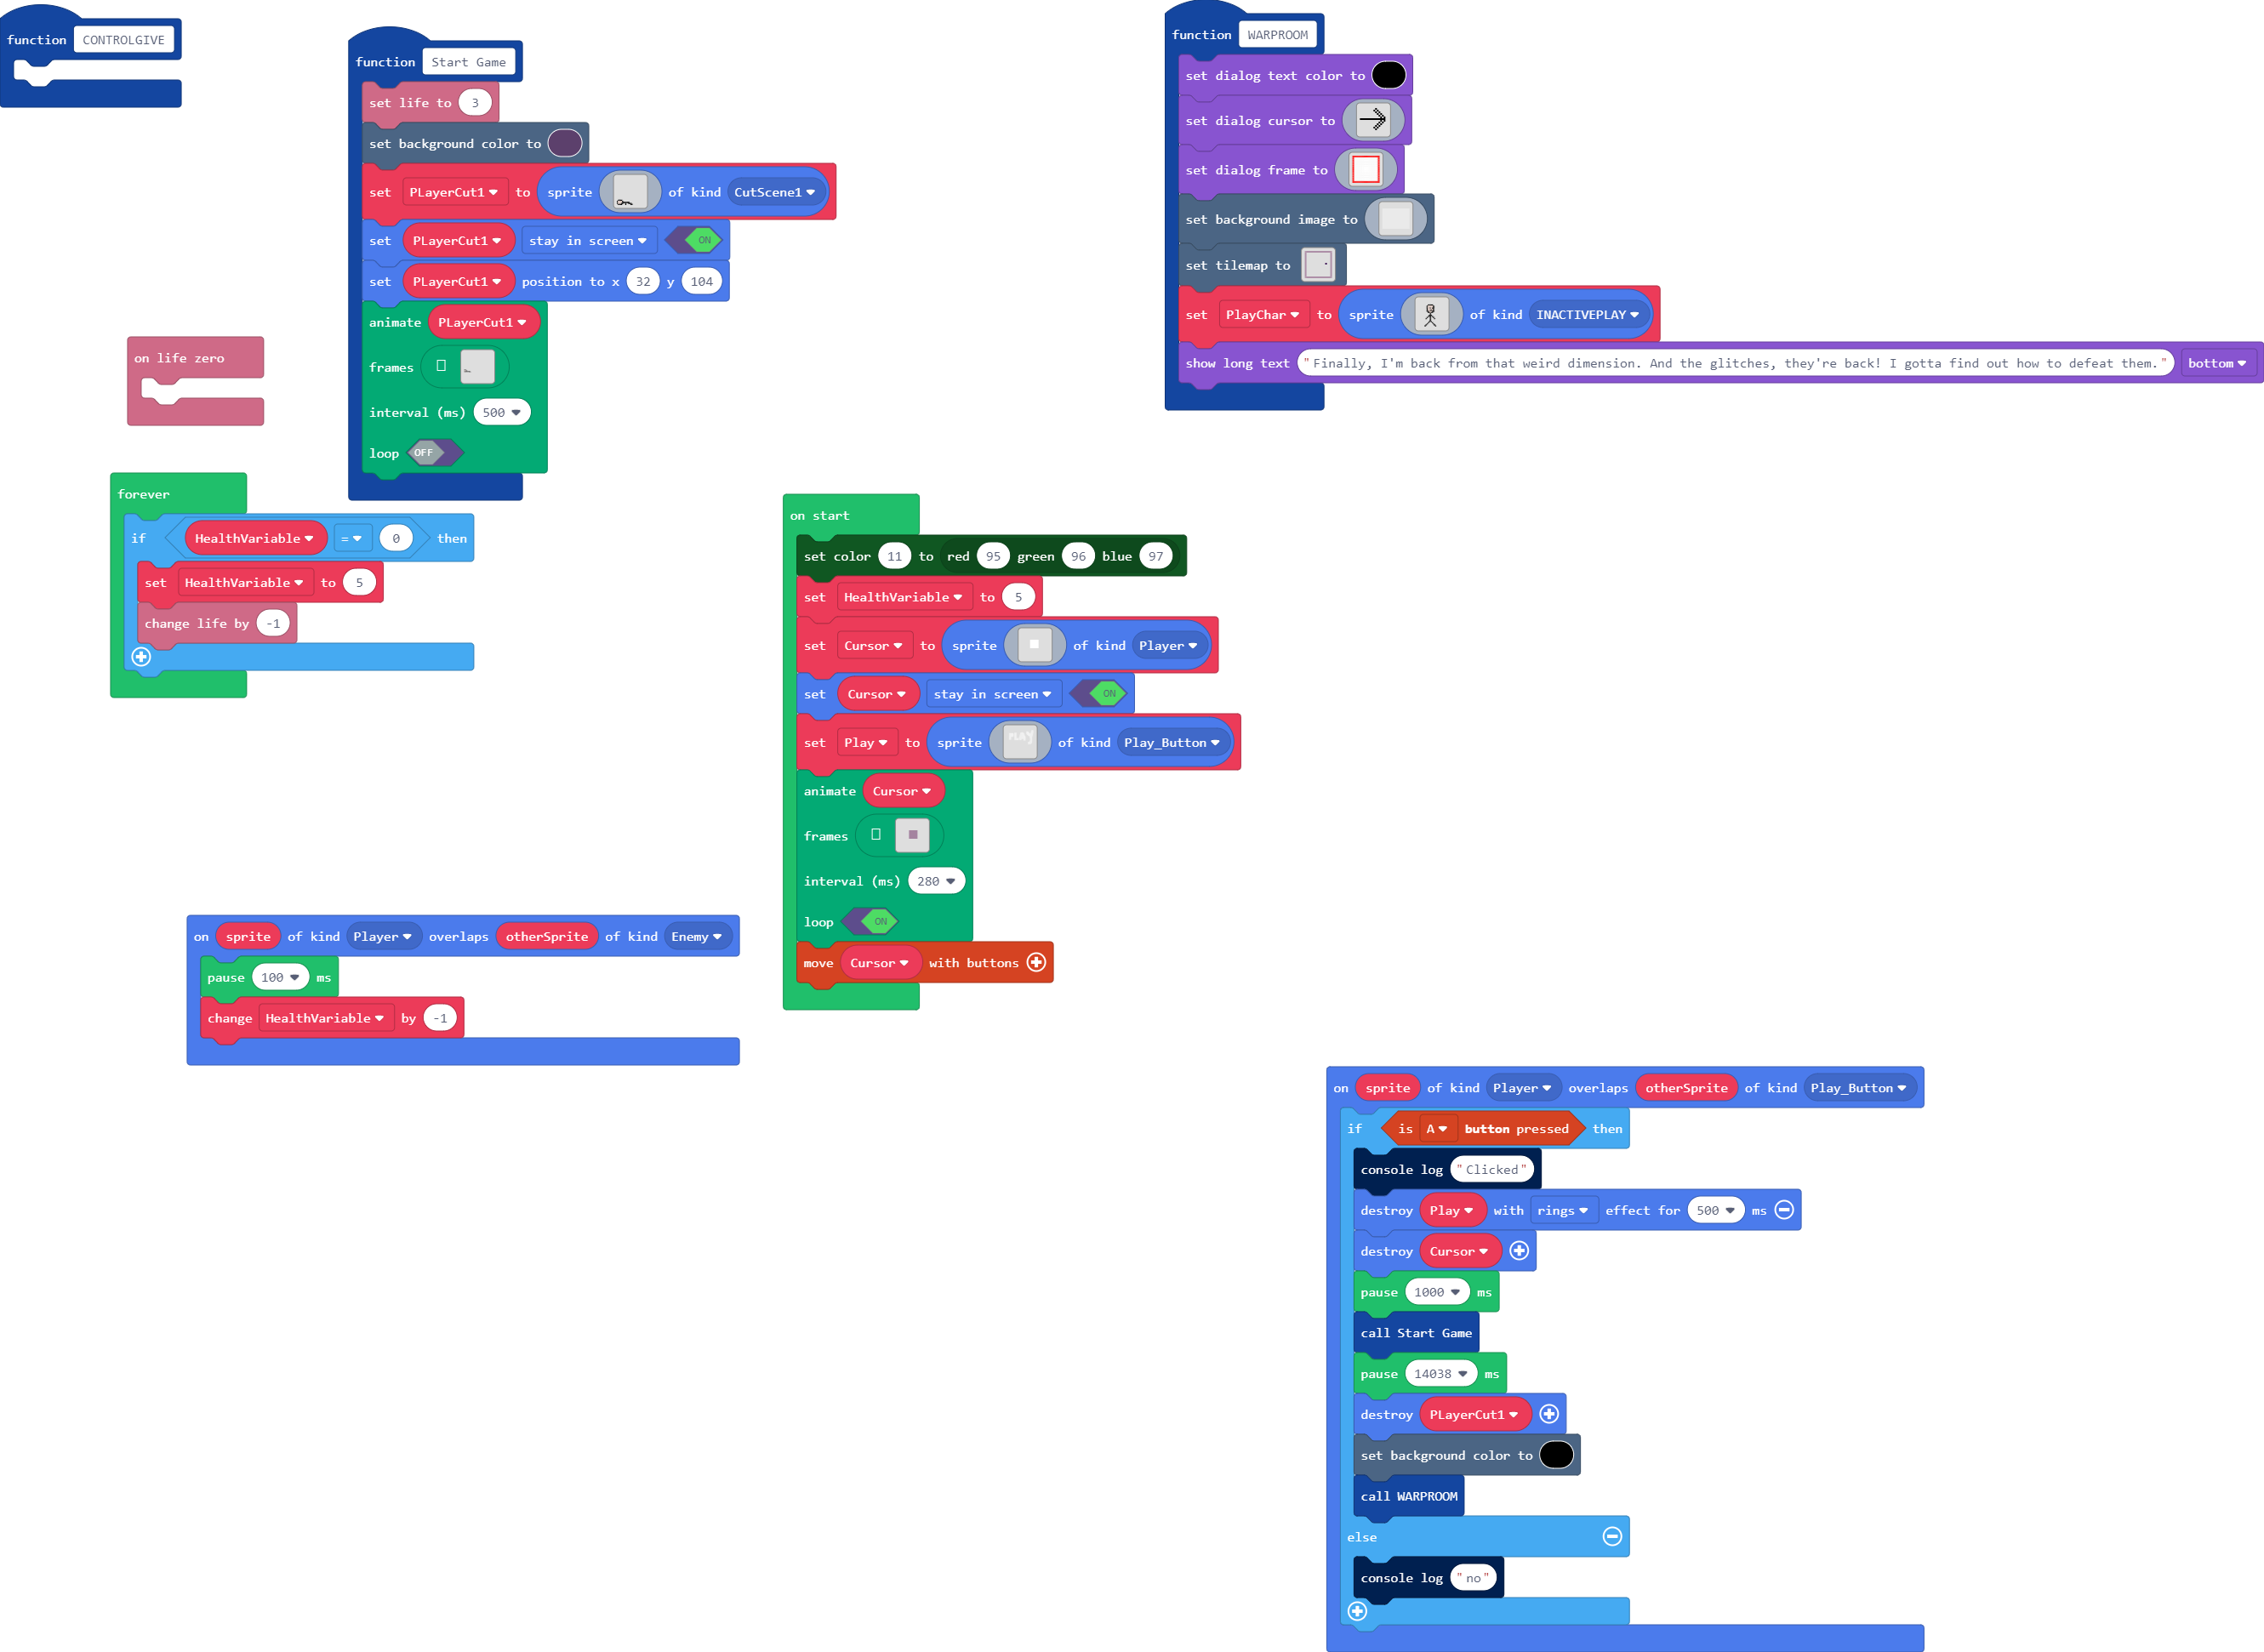 function CONTROLGIVE
function Start Game
set life to 3
set background color to
set PLayerCut1 to sprite of kind CutScene1
set PLayerCut1 stay in screen ON
set PLayerCut1 position to x 32 y 104
animate PLayerCut1
frames
interval (ms) 500
loop OFF
function WARPROOM
set dialog text color to
set dialog cursor to
set dialog frame to
set background image to
set tilemap to
set PlayChar to sprite of kind INACTIVEPLAY
show long text "Finally, I'm back from that weird dimension. And the glitches, they're back! I gotta find out how to defeat them." bottom
on life zero
forever
if HealthVariable = 0 then
set HealthVariable to 5
change life by -1
on start
set color 11 to red 95 green 96 blue 97
set HealthVariable to 5
set Cursor to sprite of kind Player
set Cursor stay in screen ON
set Play to sprite PLAY of kind Play_Button
animate Cursor
frames
interval (ms) 280
loop ON
move Cursor with buttons
on sprite of kind Player overlaps otherSprite of kind Enemy
pause 100 ms
change HealthVariable by -1
on sprite of kind Player overlaps otherSprite of kind Play_Button
if is A button pressed then
console log "Clicked"
destroy Play with rings effect for 500 ms
destroy Cursor
pause 1000 ms
call Start Game
pause 14038 ms
destroy PLayerCut1
set background color to
call WARPROOM
else
console log "no"